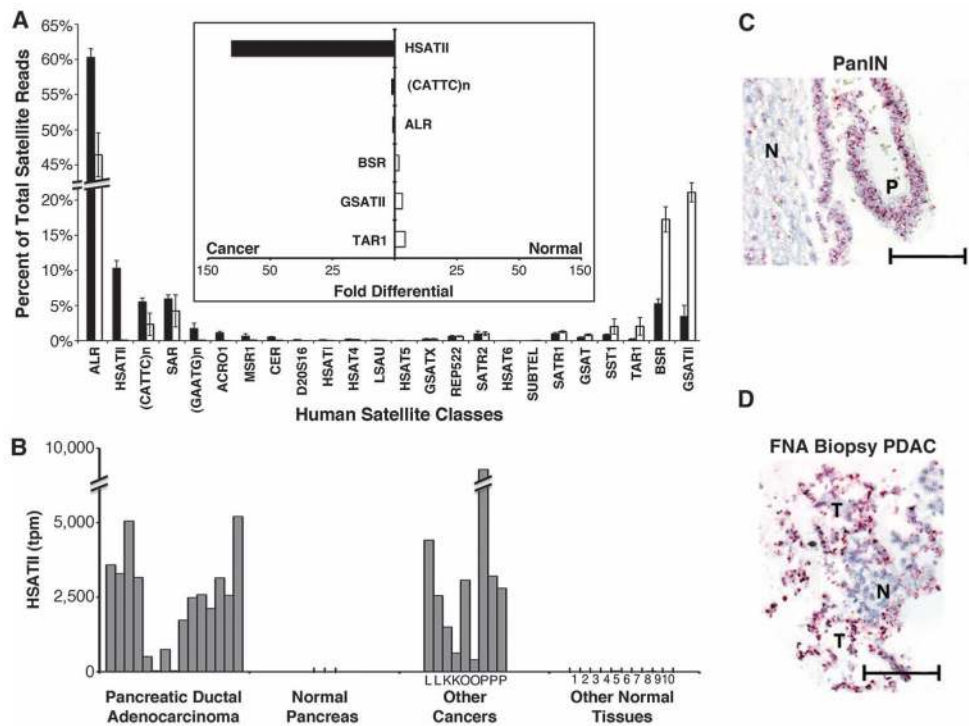 A
Percent of Total Satellite Reads
65%
60%
55%
50%
45%
20%
15%
10%
5%
0%
HSATII
(CATTC)n
ALR
BSR
GSATII
TAR1
Cancer
Normal
150 50 25 25 50 150
Fold Differential
ALR
HSATII
(CATTC)n
SAR
(GAATG)n
ACRO1
MSR1
CER
D20S16
HSATI
HSAT4
LSAU
HSAT5
GSATX
REP522
SATR2
HSAT6
SUBTEL
SATR1
GSAT
SST1
TAR1
BSR
GSATII
Human Satellite Classes
B
HSATII (tpm)
10,000
5,000
2,500
0
LLKKOOPPP
1 2 3 4 5 6 7 8 9 10
Pancreatic Ductal
Adenocarcinoma
Normal
Pancreas
Other
Cancers
Other Normal
Tissues
C
PanIN
N
P
D
FNA Biopsy PDAC
T
N
T